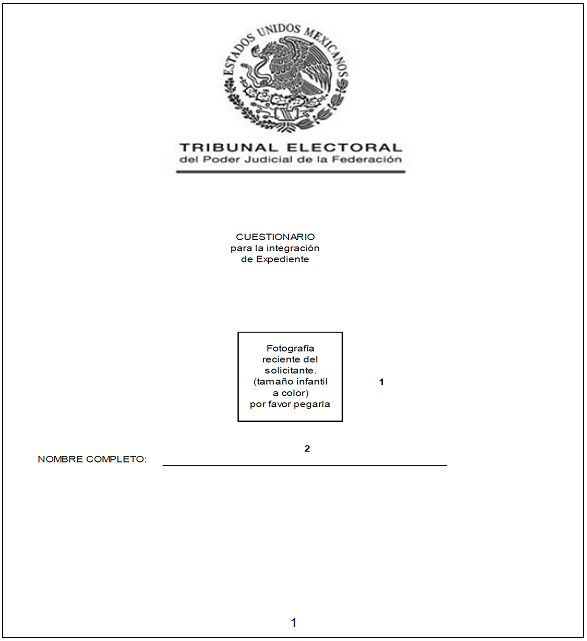 ESTADOS UNIDOS MEXICANOS
TRIBUNAL ELECTORAL
del Poder Judicial de la Federación
CUESTIONARIO
para la integración
de Expediente
Fotografía
reciente del
solicitante.
(tamaño infantil
a color)
por favor pegarla
1
2
NOMBRE COMPLETO:
1